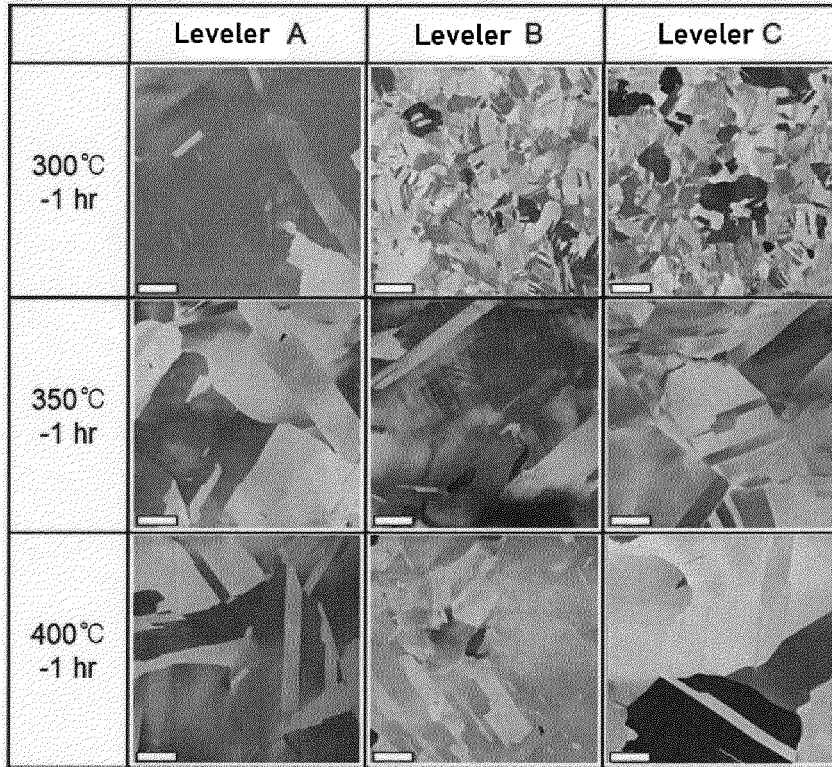 Leveler A
Leveler B
Leveler C
300℃
-1 hr
350℃
-1 hr
400℃
-1 hr